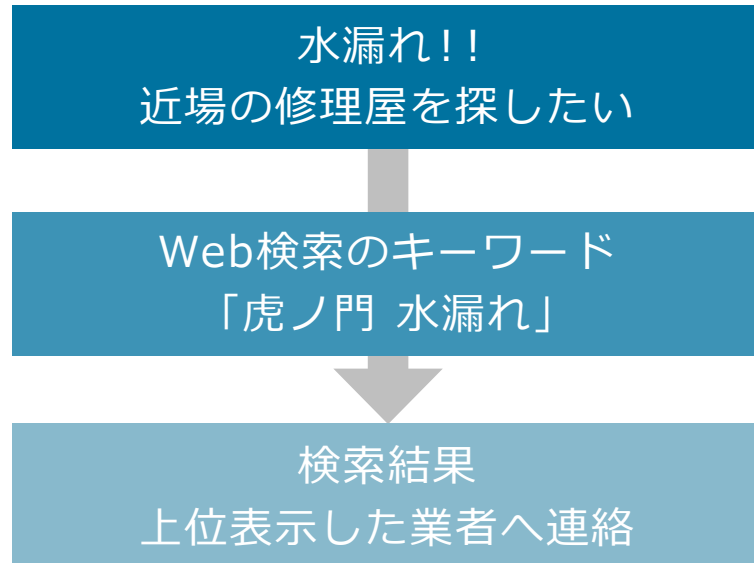 水漏れ!!
近場の修理屋を探したい
Web検索のキーワード
「虎ノ門 水漏れ」
検索結果
上位表示した業者へ連絡